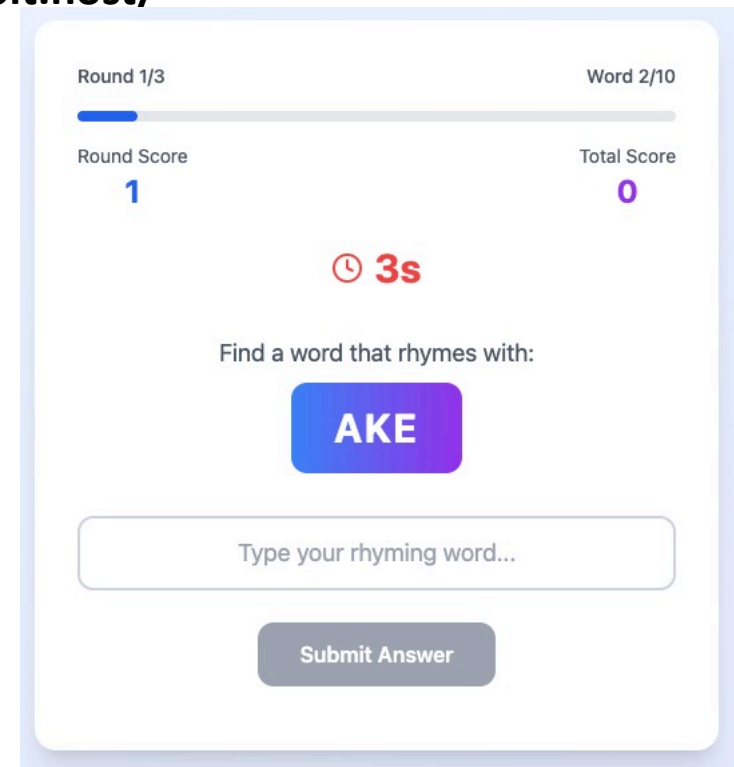 Round 1/3 Word 2/10
Round Score Total Score
1 0
3s
Find a word that rhymes with:
AKE
Type your rhyming word...
Submit Answer